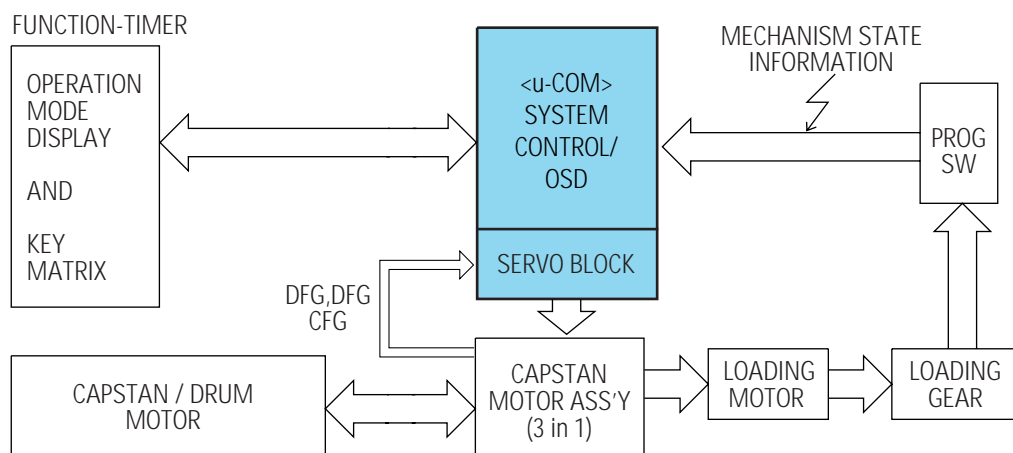 FUNCTION-TIMER
OPERATION
MODE
DISPLAY
AND
KEY
MATRIX
<u-COM>
SYSTEM
CONTROL/
OSD
SERVO BLOCK
MECHANISM STATE
INFORMATION
PROG
SW
DFG,DFG
CFG
CAPSTAN / DRUM
MOTOR
CAPSTAN
MOTOR ASS'Y
(3 in 1)
LOADING
MOTOR
LOADING
GEAR